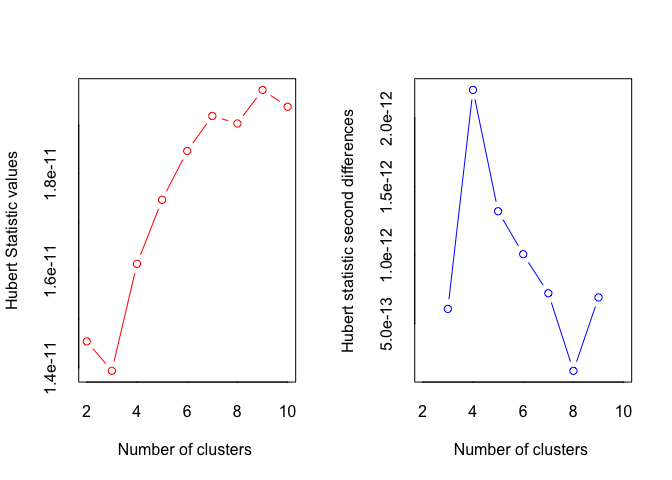 Hubert Statistic values
1.4e-11
1.6e-11
1.8e-11
2
4
6
8
10
Number of clusters
Hubert statistic second differences
5.0e-13
1.0e-12
1.5e-12
2.0e-12
2
4
6
8
10
Number of clusters